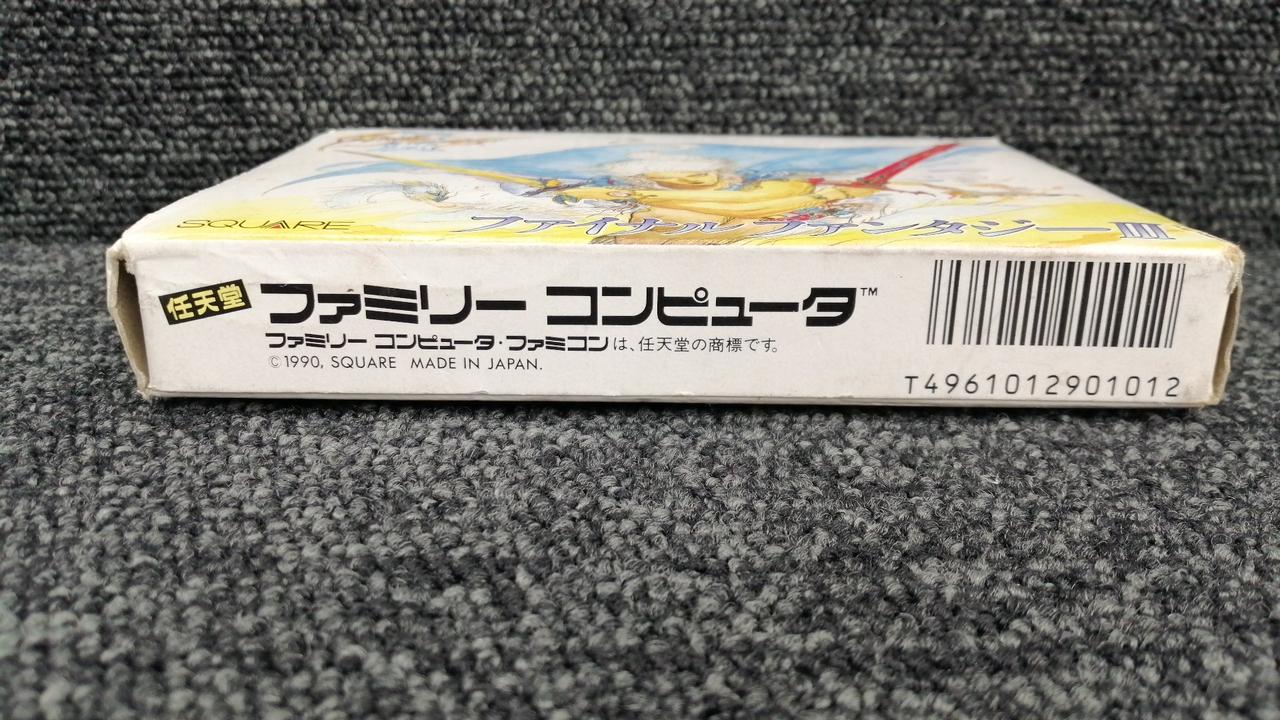 SQUARE
ファイナルファンタジーIII
任天堂 ファミリー コンピュータ™
ファミリー コンピュータ・ファミコンは、任天堂の商標です。
©1990, SQUARE MADE IN JAPAN.
T4961012901012